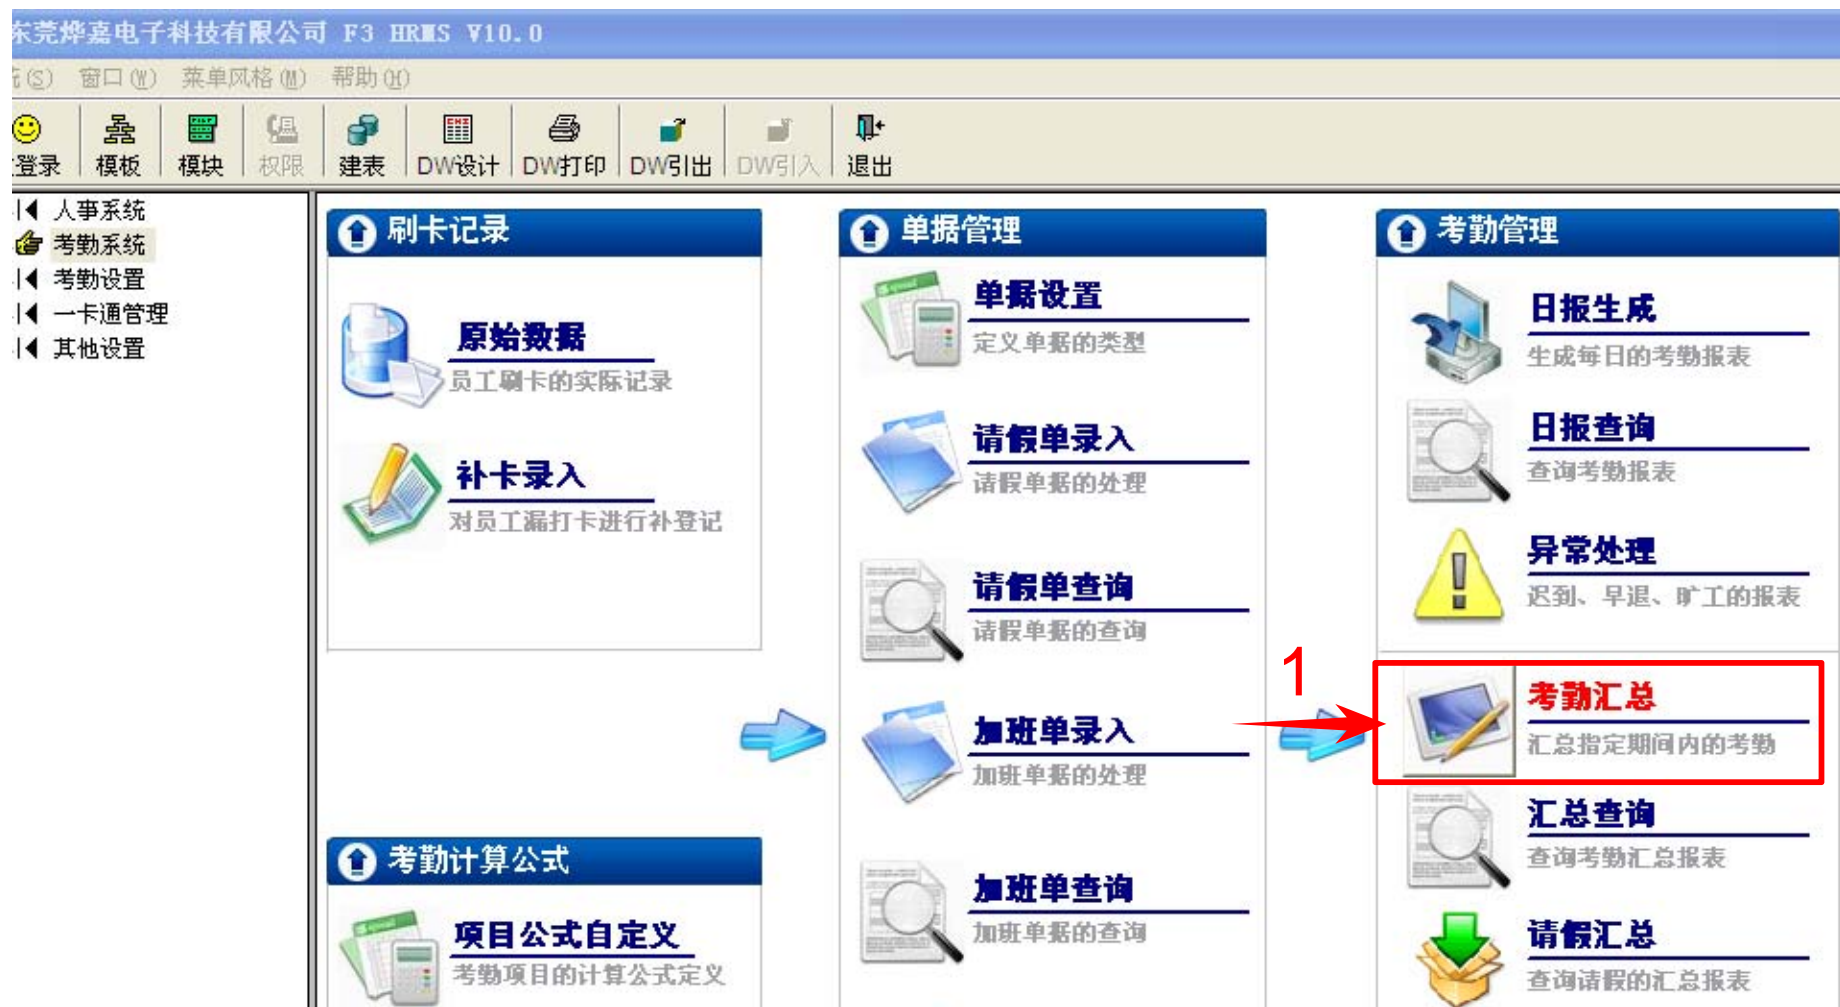 东莞烨嘉电子科技有限公司 F3 HRMS V10.0
统(S) 窗口(W) 菜单风格(M) 帮助(H)
登录 模板 模块 权限 建表 DW设计 DW打印 DW引出 DW引入 退出
人事系统
考勤系统
考勤设置
一卡通管理
其他设置
刷卡记录
原始数据
员工刷卡的实际记录
补卡录入
对员工漏打卡进行补登记
考勤计算公式
项目公式自定义
考勤项目的计算公式定义
单据管理
单据设置
定义单据的类型
请假单录入
请假单据的处理
请假单查询
请假单据的查询
加班单录入
加班单据的处理
加班单查询
加班单据的查询
1
考勤管理
日报生成
生成每日的考勤报表
日报查询
查询考勤报表
异常处理
迟到、早退、旷工的报表
考勤汇总
汇总指定期间内的考勤
汇总查询
查询考勤汇总报表
请假汇总
查询请假的汇总报表